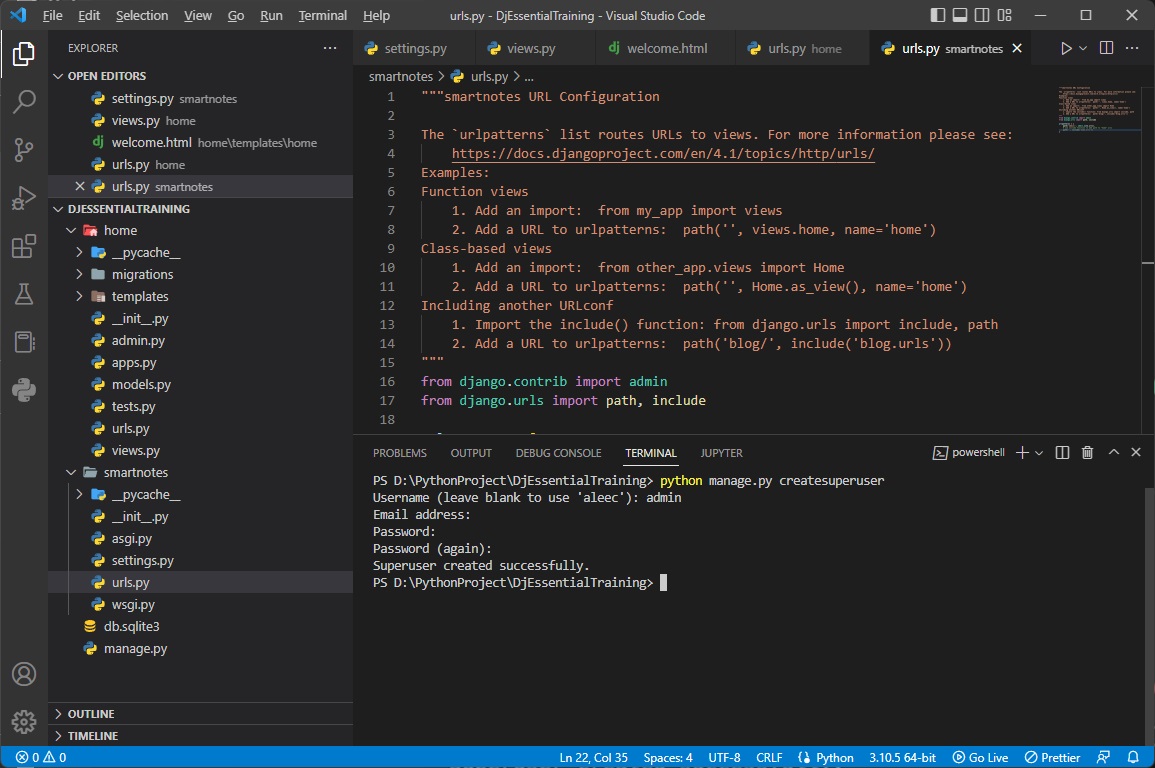 File Edit Selection View Go Run Terminal Help urls.py - DjEssentialTraining - Visual Studio Code
EXPLORER
OPEN EDITORS
settings.py smartnotes
views.py home
welcome.html home\templates\home
urls.py home
urls.py smartnotes
DJESSENTIALTRAINING
home
__pycache__
migrations
templates
__init__.py
admin.py
apps.py
models.py
tests.py
urls.py
views.py
smartnotes
__pycache__
__init__.py
asgi.py
settings.py
urls.py
wsgi.py
db.sqlite3
manage.py
OUTLINE
TIMELINE
settings.py views.py welcome.html urls.py home urls.py smartnotes
smartnotes > urls.py > ...
1 """smartnotes URL Configuration
2
3 The `urlpatterns` list routes URLs to views. For more information please see:
4 https://docs.djangoproject.com/en/4.1/topics/http/urls/
5 Examples:
6 Function views
7 1. Add an import:  from my_app import views
8 2. Add a URL to urlpatterns:  path('', views.home, name='home')
9 Class-based views
10 1. Add an import:  from other_app.views import Home
11 2. Add a URL to urlpatterns:  path('', Home.as_view(), name='home')
12 Including another URLconf
13 1. Import the include() function: from django.urls import include, path
14 2. Add a URL to urlpatterns:  path('blog/', include('blog.urls'))
15 """
16 from django.contrib import admin
17 from django.urls import path, include
18
PROBLEMS OUTPUT DEBUG CONSOLE TERMINAL JUPYTER powershell
PS D:\PythonProject\DjEssentialTraining> python manage.py createsuperuser
Username (leave blank to use 'aleec'): admin
Email address:
Password:
Password (again):
Superuser created successfully.
PS D:\PythonProject\DjEssentialTraining>
0 0 Ln 22, Col 35 Spaces: 4 UTF-8 CRLF Python 3.10.5 64-bit Go Live Prettier